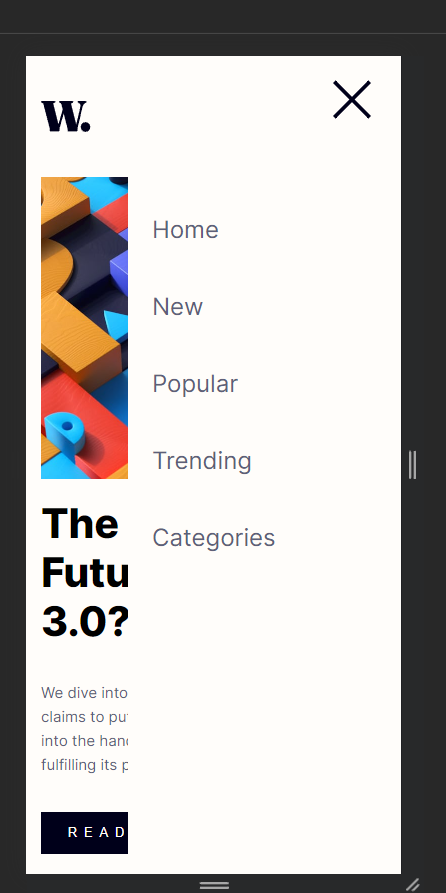 W.
Home
New
Popular
Trending
Categories
The
Futu
3.0?
We dive into
claims to pu
into the han
fulfilling its p
READ